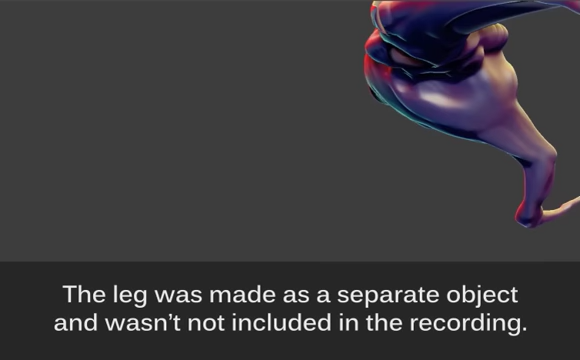 The leg was made as a separate object
and wasn’t not included in the recording.